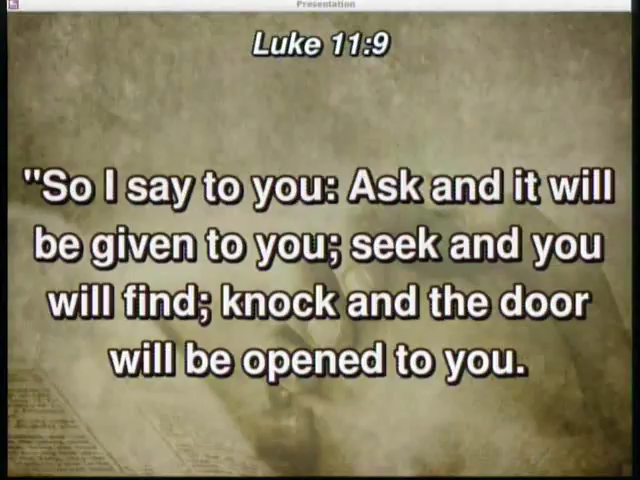 Presentation
Luke 11:9
"So I say to you: Ask and it will
be given to you; seek and you
will find; knock and the door
will be opened to you.